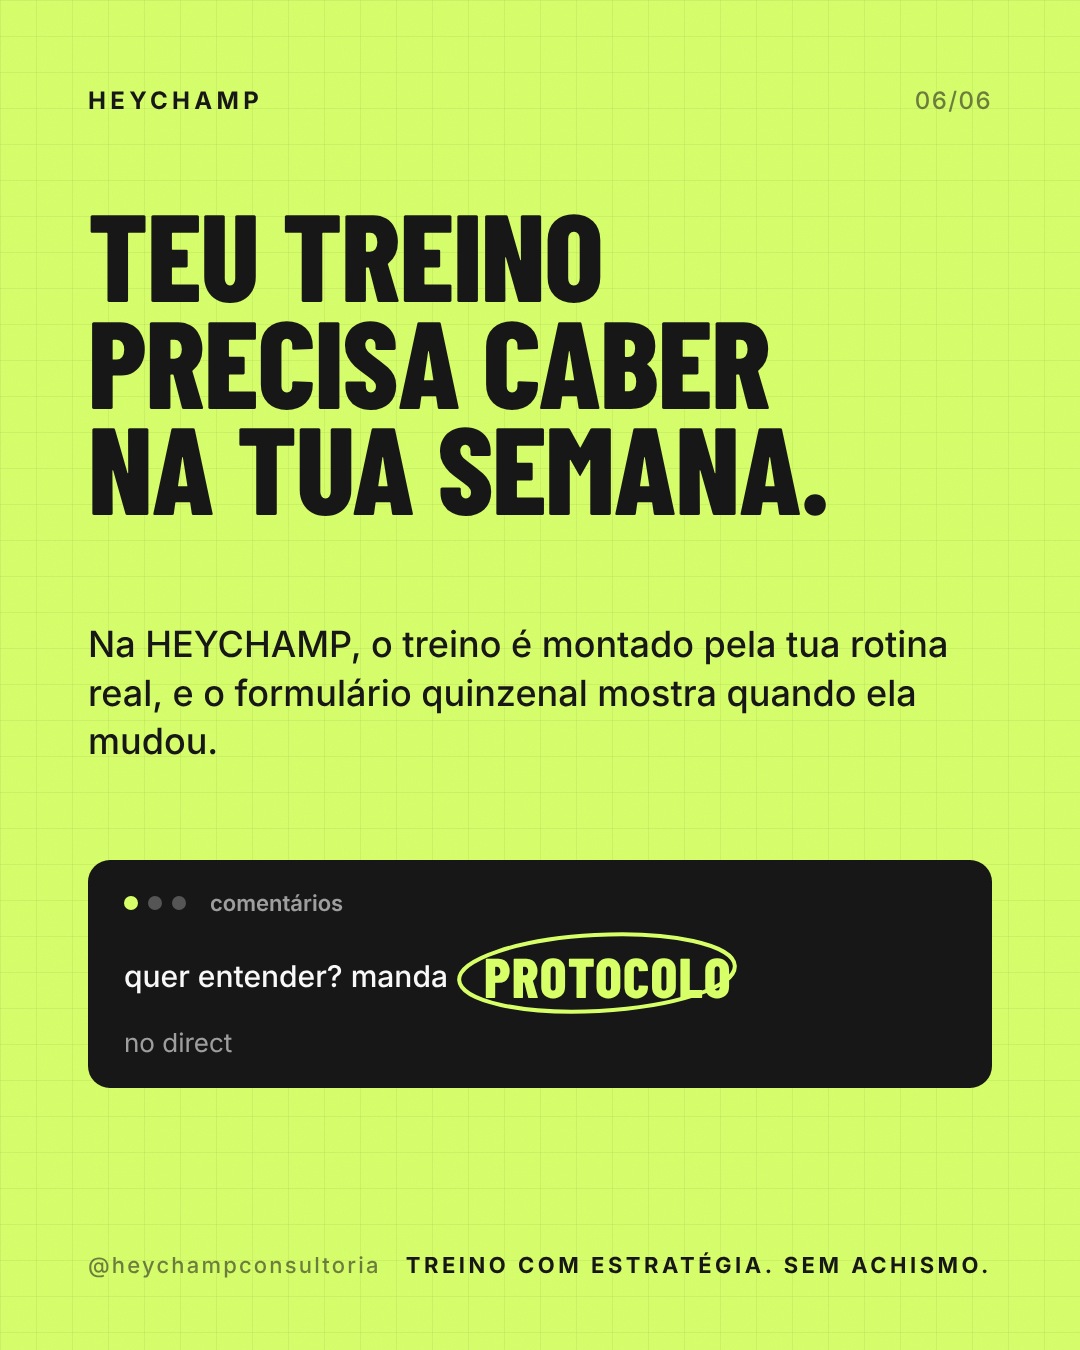 HEYCHAMP
06/06
TEU TREINO
PRECISA CABER
NA TUA SEMANA.
Na HEYCHAMP, o treino é montado pela tua rotina
real, e o formulário quinzenal mostra quando ela
mudou.
comentários
quer entender? manda PROTOCOLO
no direct
@heychampconsultoria TREINO COM ESTRATÉGIA. SEM ACHISMO.